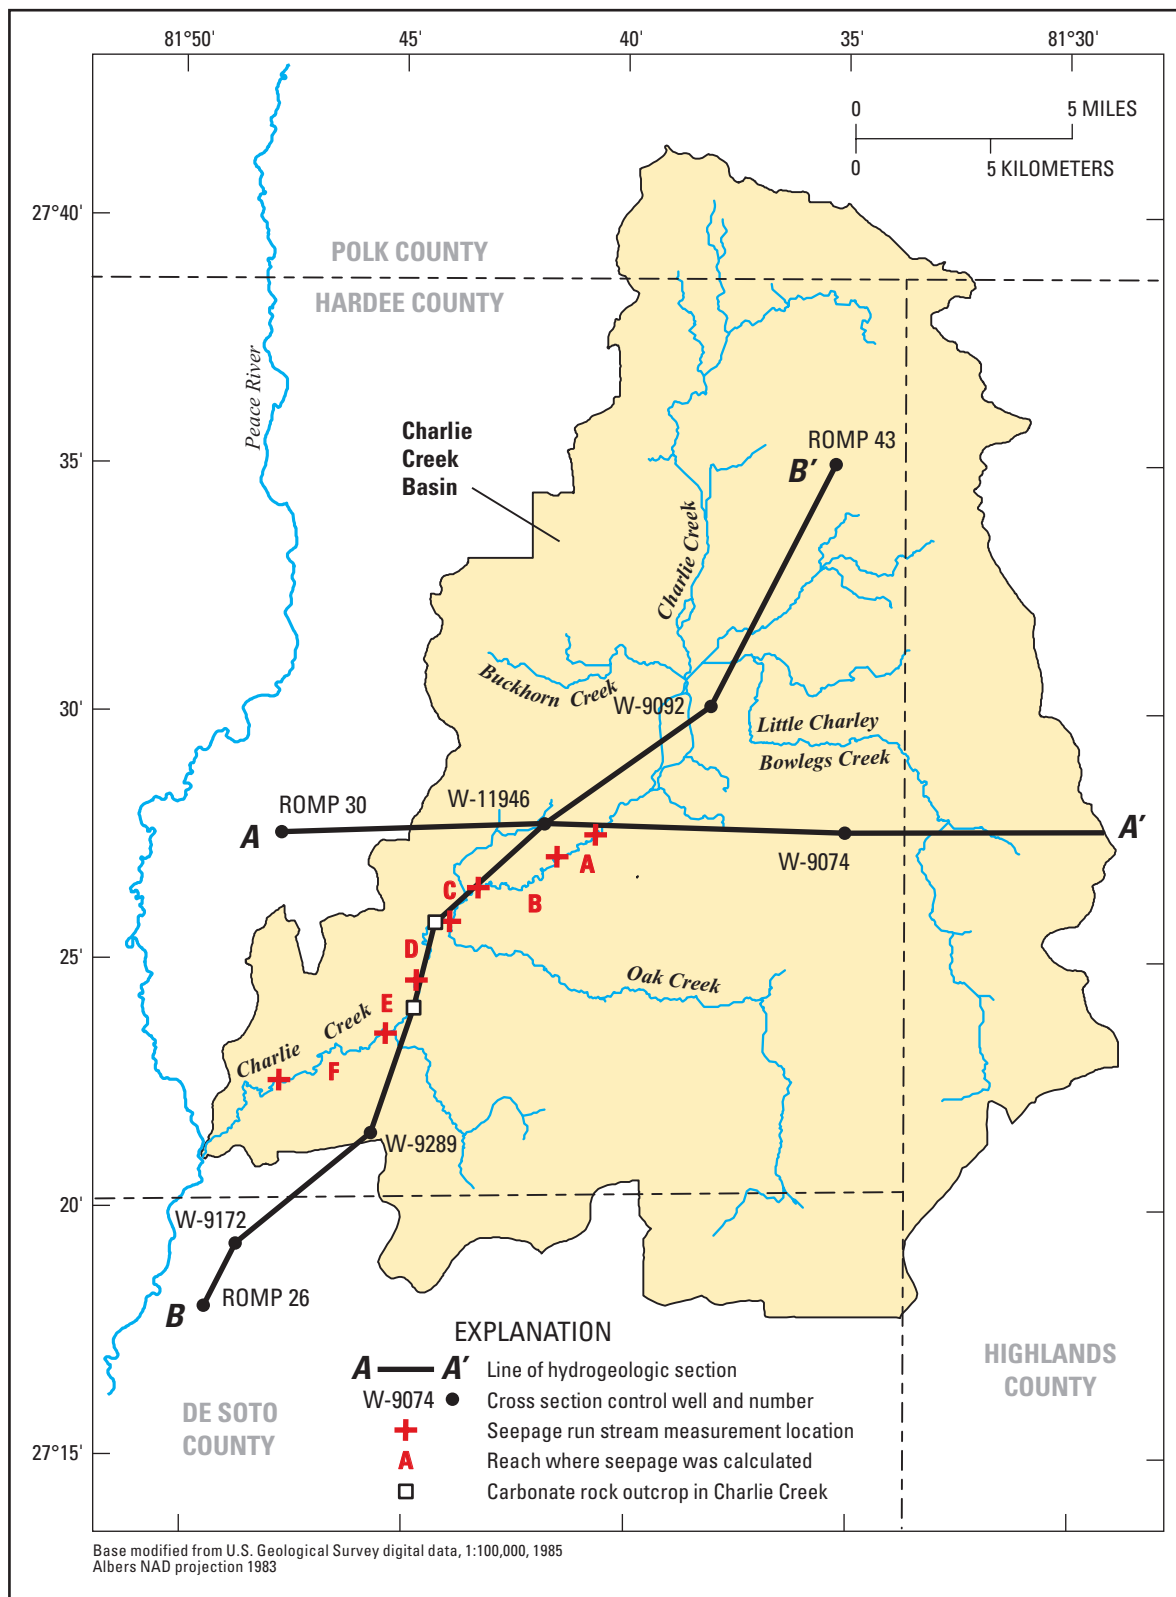 81°50' 45' 40' 35' 81°30'
0 5 MILES
0 5 KILOMETERS
27°40'
POLK COUNTY
HARDEE COUNTY
Peace River
Charlie
Creek
Basin
ROMP 43
B'
35'
Charlie Creek
Buckhorn Creek
W-9092
30'
Little Charley
Bowlegs Creek
W-11946
ROMP 30
A
A'
W-9074
A
C
B
D
25'
Oak Creek
E
Charlie Creek
F
W-9289
20'
W-9172
ROMP 26
B
EXPLANATION
A A' Line of hydrogeologic section
W-9074 Cross section control well and number
Seepage run stream measurement location
A Reach where seepage was calculated
Carbonate rock outcrop in Charlie Creek
HIGHLANDS
COUNTY
DE SOTO
COUNTY
27°15'
Base modified from U.S. Geological Survey digital data, 1:100,000, 1985
Albers NAD projection 1983